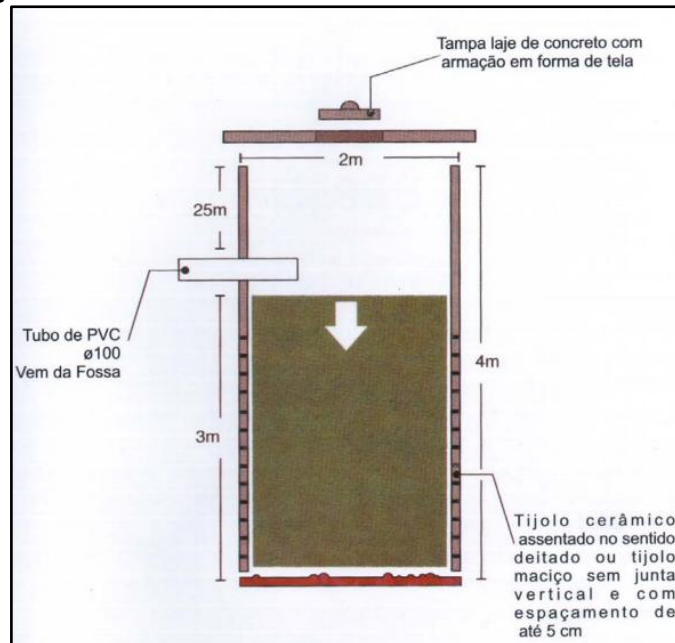 Tampa laje de concreto com
armação em forma de tela
2m
25m
Tubo de PVC
ø100
Vem da Fossa
3m
4m
Tijolo cerâmico
assentado no sentido
deitado ou tijolo
maciço sem junta
vertical e com
espaçamento de
até 5 cm